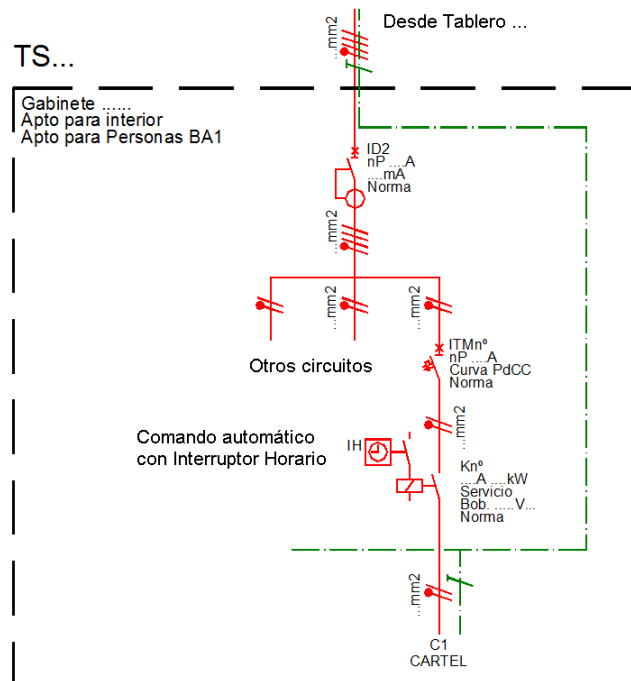 Desde Tablero ...
...mm2
TS...
Gabinete ......
Apto para interior
Apto para Personas BA1
ID2
nP ....A
....mA
Norma
...mm2
...mm2
...mm2
...mm2
Otros circuitos
ITMnº
nP ....A
Curva PdCC
Norma
...mm2
Comando automático
con Interruptor Horario
IH
Knº
....A ....kW
Servicio
Bob. .....V...
Norma
...mm2
C1
CARTEL